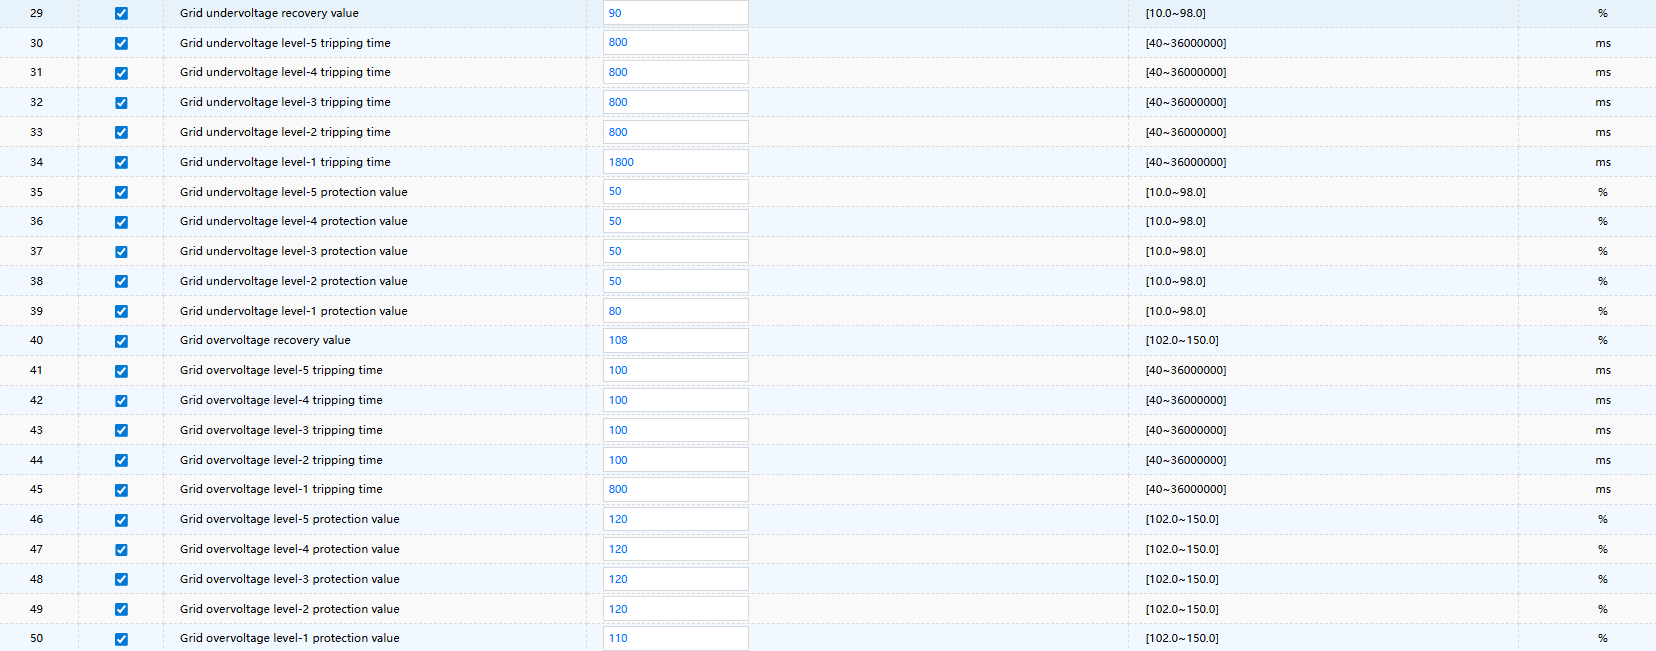 29 Grid undervoltage recovery value 90 [10.0~98.0] %
30 Grid undervoltage level-5 tripping time 800 [40~36000000] ms
31 Grid undervoltage level-4 tripping time 800 [40~36000000] ms
32 Grid undervoltage level-3 tripping time 800 [40~36000000] ms
33 Grid undervoltage level-2 tripping time 800 [40~36000000] ms
34 Grid undervoltage level-1 tripping time 1800 [40~36000000] ms
35 Grid undervoltage level-5 protection value 50 [10.0~98.0] %
36 Grid undervoltage level-4 protection value 50 [10.0~98.0] %
37 Grid undervoltage level-3 protection value 50 [10.0~98.0] %
38 Grid undervoltage level-2 protection value 50 [10.0~98.0] %
39 Grid undervoltage level-1 protection value 80 [10.0~98.0] %
40 Grid overvoltage recovery value 108 [102.0~150.0] %
41 Grid overvoltage level-5 tripping time 100 [40~36000000] ms
42 Grid overvoltage level-4 tripping time 100 [40~36000000] ms
43 Grid overvoltage level-3 tripping time 100 [40~36000000] ms
44 Grid overvoltage level-2 tripping time 100 [40~36000000] ms
45 Grid overvoltage level-1 tripping time 800 [40~36000000] ms
46 Grid overvoltage level-5 protection value 120 [102.0~150.0] %
47 Grid overvoltage level-4 protection value 120 [102.0~150.0] %
48 Grid overvoltage level-3 protection value 120 [102.0~150.0] %
49 Grid overvoltage level-2 protection value 120 [102.0~150.0] %
50 Grid overvoltage level-1 protection value 110 [102.0~150.0] %